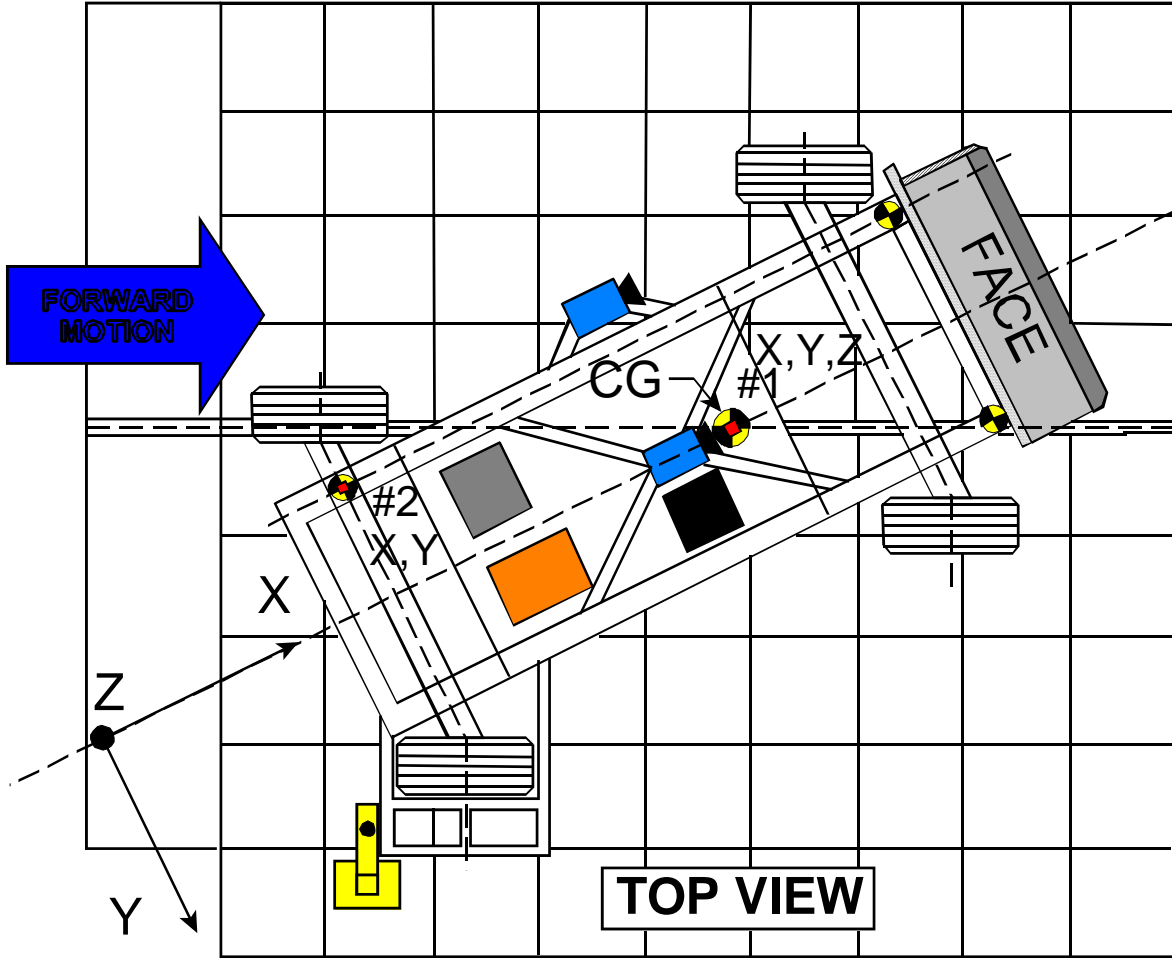 FACE
FORWARD
MOTION
X,Y,Z
CG
#1
#2
X,Y
X
Z
Y
TOP VIEW